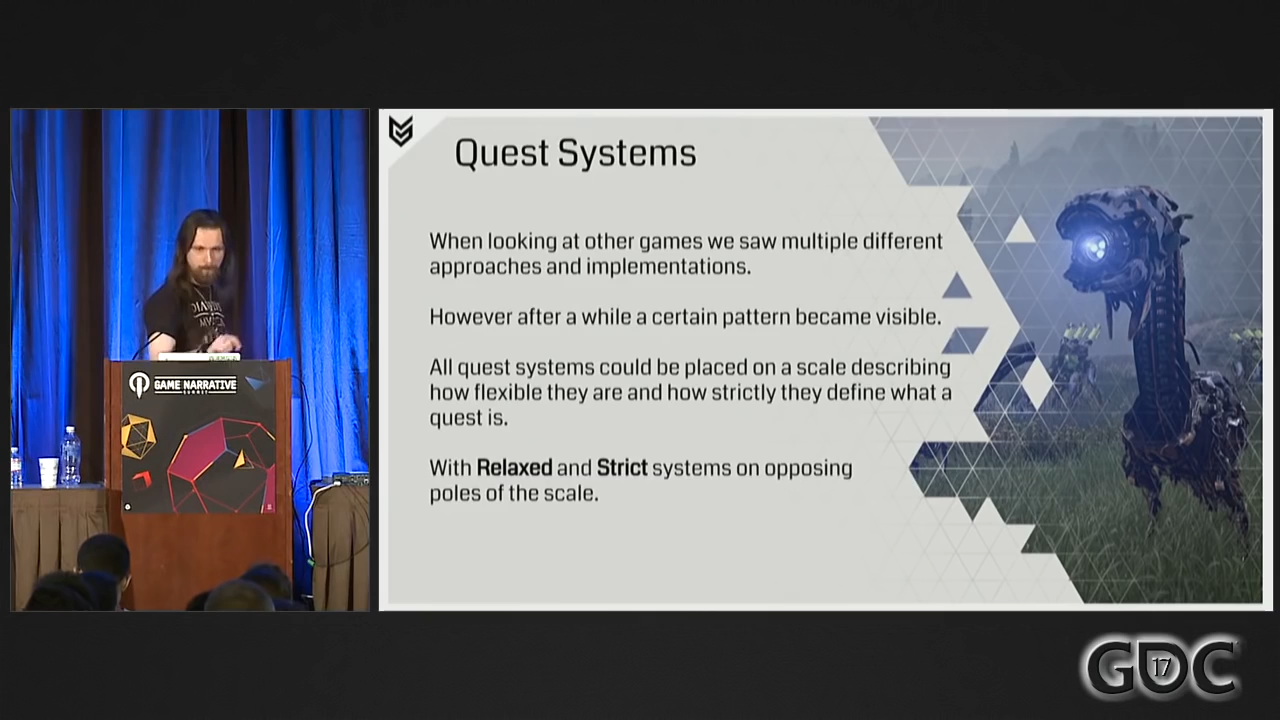 Quest Systems
When looking at other games we saw multiple different
approaches and implementations.
However after a while a certain pattern became visible.
All quest systems could be placed on a scale describing
how flexible they are and how strictly they define what a
quest is.
With Relaxed and Strict systems on opposing
poles of the scale.
GAME NARRATIVE
SUMMIT
GDC
17